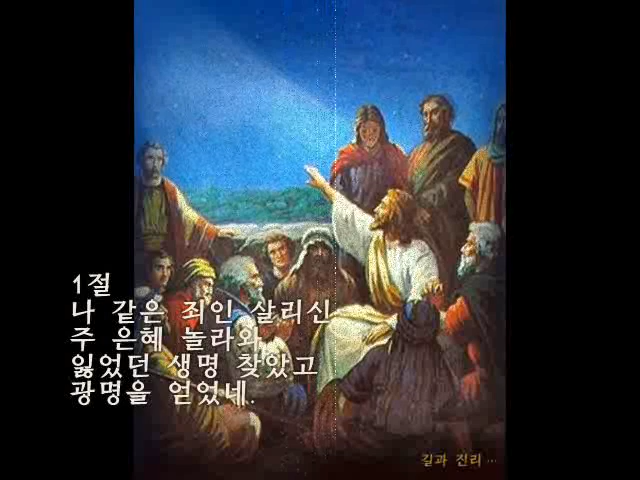 1절
나 같은 죄인 살리신
주 은혜 놀라와
잃었던 생명 찾았고
광명을 얻었네.
길과 진리 ...